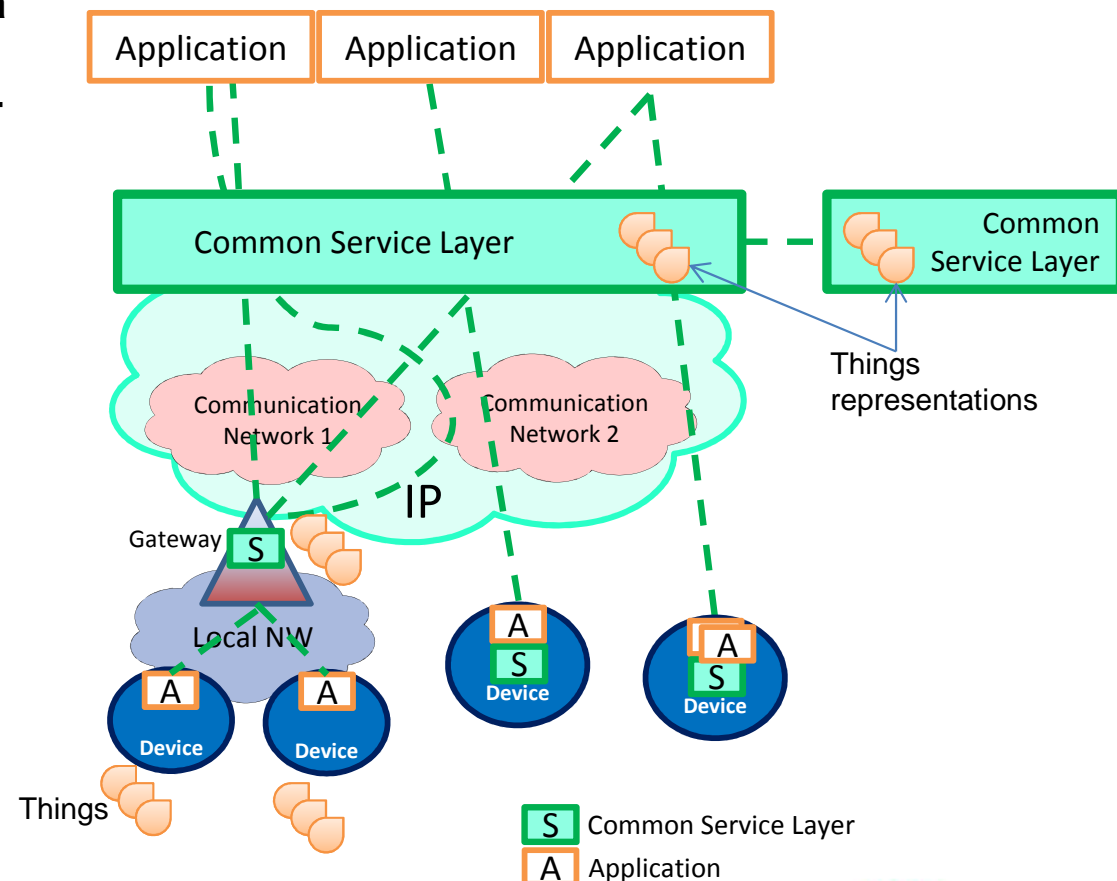 Application
Application
Application
Common Service Layer
Common
Service Layer
Things
representations
Communication
Network 1
Communication
Network 2
IP
Gateway
S
Local NW
A
A
Device
Device
A
S
Device
A
S
Device
Things
S Common Service Layer
A Application